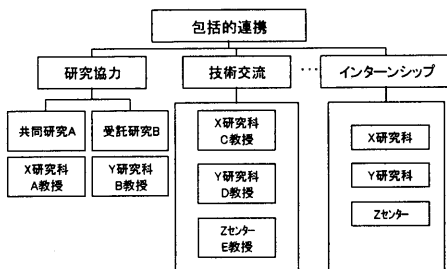 包括的連携
研究協力
技術交流
…
インターンシップ
共同研究A
受託研究B
X研究科
A教授
Y研究科
B教授
X研究科
C教授
Y研究科
D教授
Zセンター
E教授
X研究科
Y研究科
Zセンター